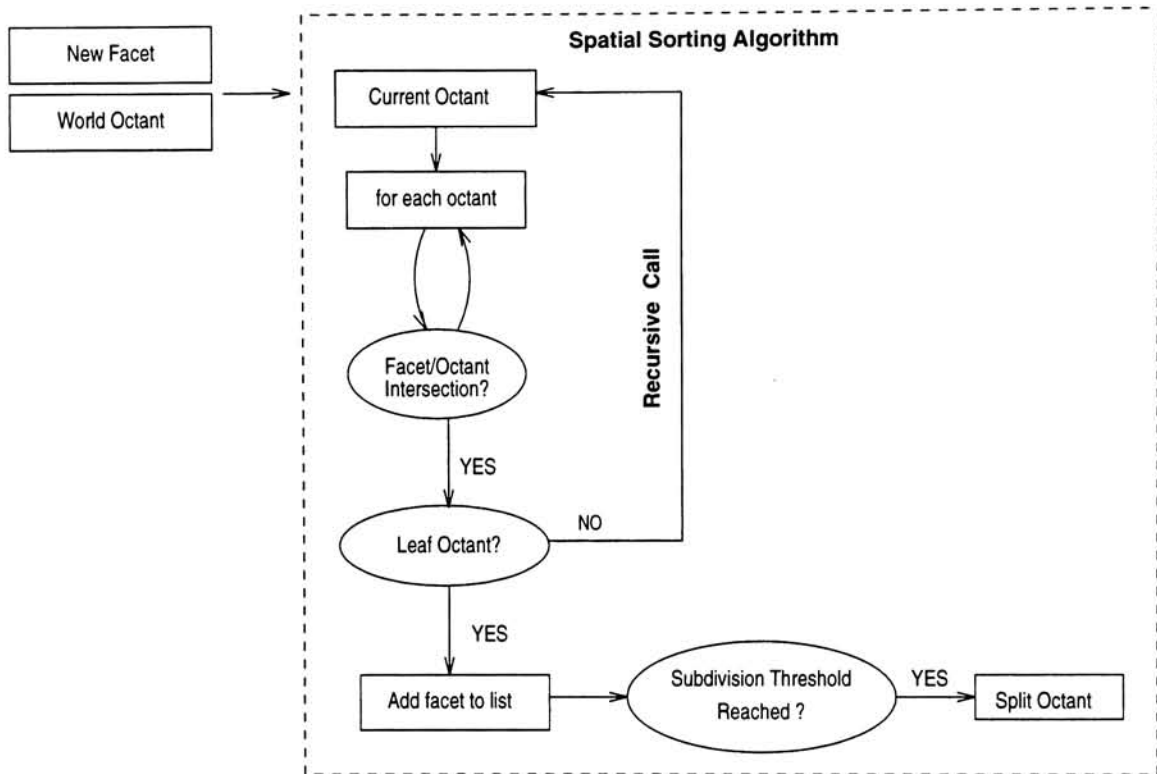 Spatial Sorting Algorithm
New Facet
World Octant
Current Octant
for each octant
Recursive Call
Facet/Octant
Intersection?
YES
Leaf Octant?
NO
YES
Add facet to list
Subdivision Threshold
Reached ?
YES
Split Octant